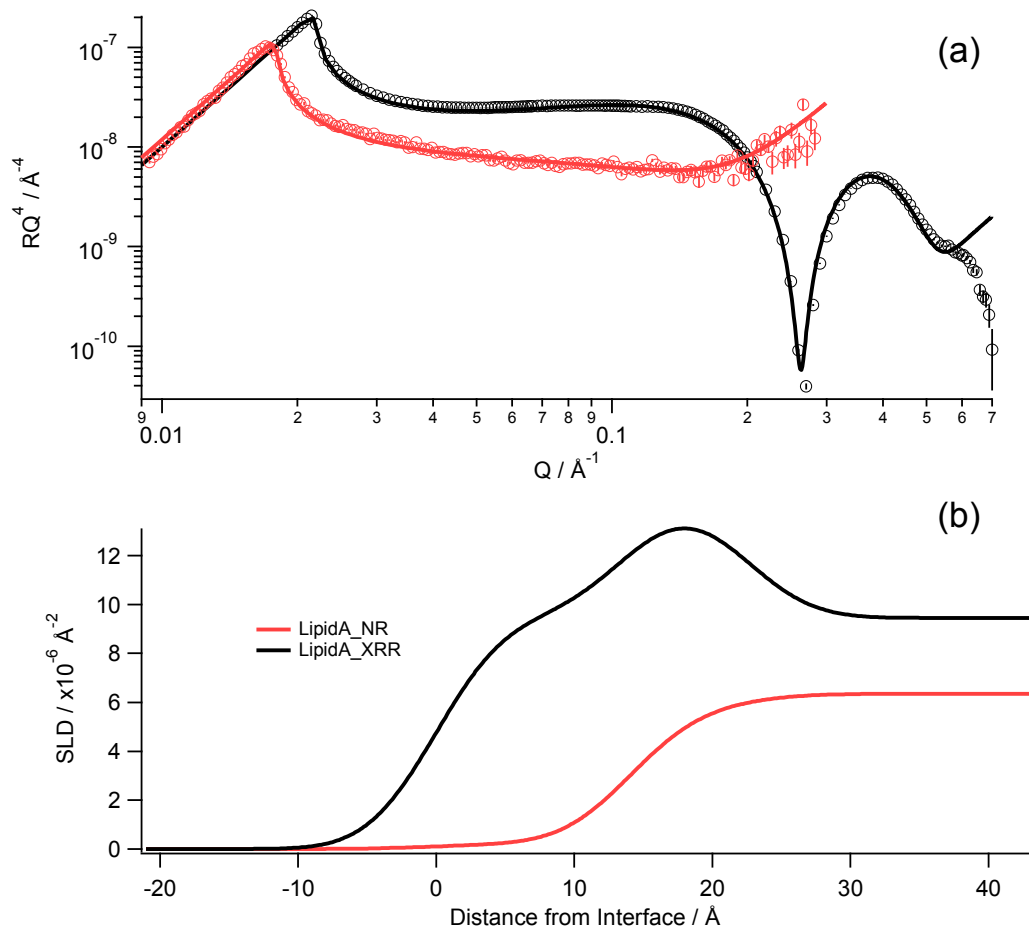 (a)
10⁻⁷
10⁻⁸
10⁻⁹
10⁻¹⁰
RQ⁴ / Å⁻⁴
9 2 3 4 5 6 7 8 9 2 3 4 5 6 7
0.01 0.1
Q / Å⁻¹
(b)
12
10
8
6
4
2
0
SLD / x10⁻⁶ Å⁻²
LipidA_NR
LipidA_XRR
-20 -10 0 10 20 30 40
Distance from Interface / Å